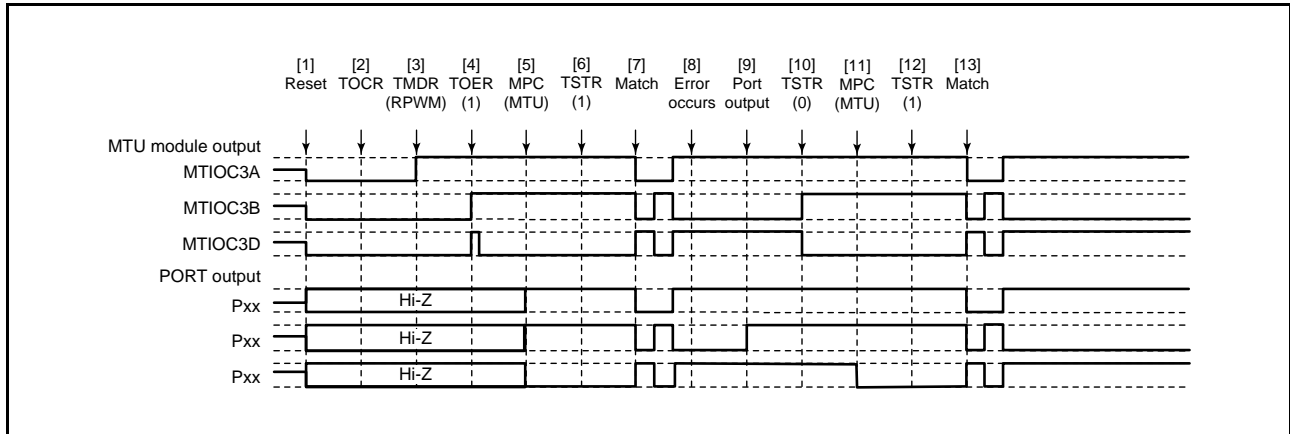 [1] [2] [3] [4] [5] [6] [7] [8] [9] [10] [11] [12] [13]
Reset TOCR TMDR TOER MPC TSTR Match Error Port TSTR MPC TSTR Match
(RPWM) (1) (MTU) (1) occurs output (0) (MTU) (1)
MTU module output
MTIOC3A
MTIOC3B
MTIOC3D
PORT output
Pxx Hi-Z
Pxx Hi-Z
Pxx Hi-Z